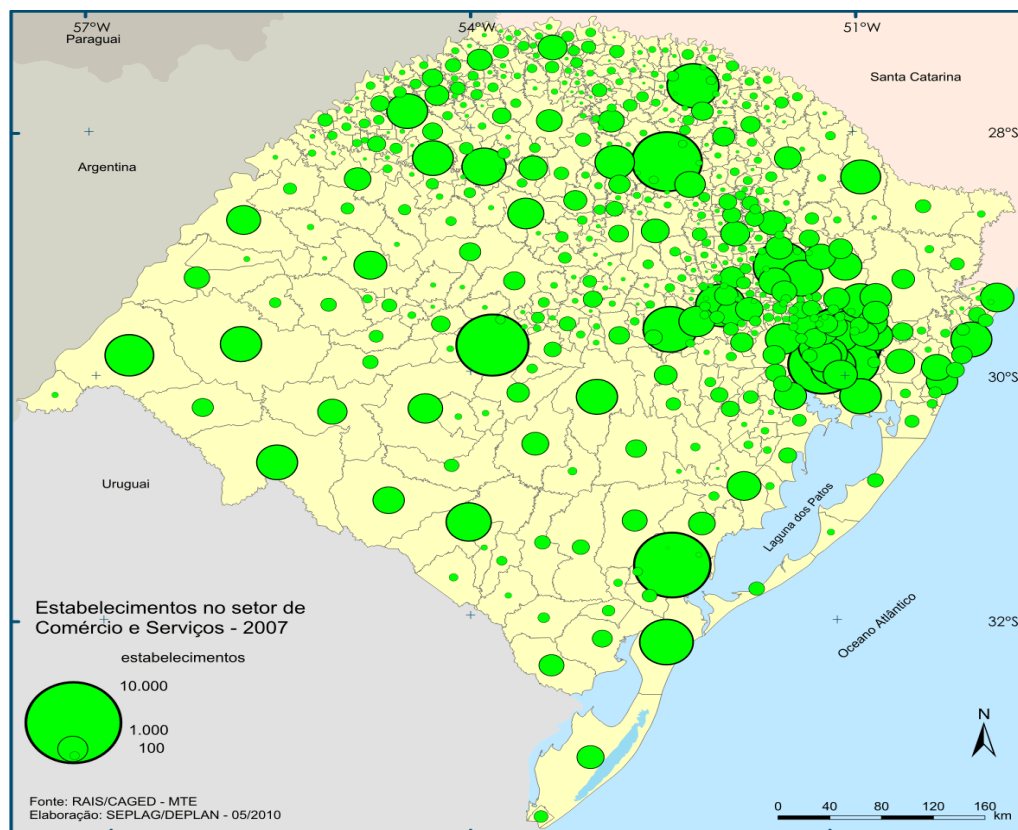 57°W
54°W
51°W
Paraguai
Santa Catarina
28°S
Argentina
30°S
Uruguai
Laguna dos Patos
Oceano Atlântico
32°S
Estabelecimentos no setor de
Comércio e Serviços - 2007
estabelecimentos
10.000
1.000
100
N
Fonte: RAIS/CAGED - MTE
Elaboração: SEPLAG/DEPLAN - 05/2010
0 40 80 120 160
km